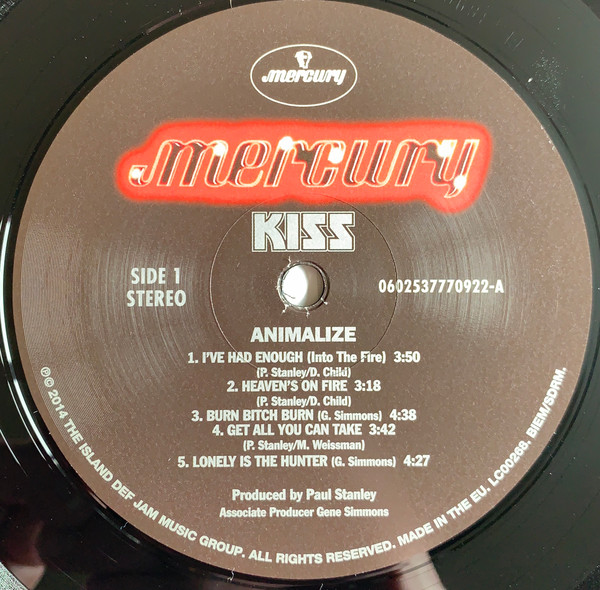 mercury
mercury
KISS
SIDE 1
STEREO
0602537770922-A
ANIMALIZE
1. I'VE HAD ENOUGH (Into The Fire) 3:50
(P. Stanley/D. Child)
2. HEAVEN'S ON FIRE 3:18
(P. Stanley/D. Child)
3. BURN BITCH BURN (G. Simmons) 4:38
4. GET ALL YOU CAN TAKE 3:42
(P. Stanley/M. Weissman)
5. LONELY IS THE HUNTER (G. Simmons) 4:27
Produced by Paul Stanley
Associate Producer Gene Simmons
℗© 2014 THE ISLAND DEF JAM MUSIC GROUP. ALL RIGHTS RESERVED. MADE IN THE EU. LC00268. BIEM/SDRM.